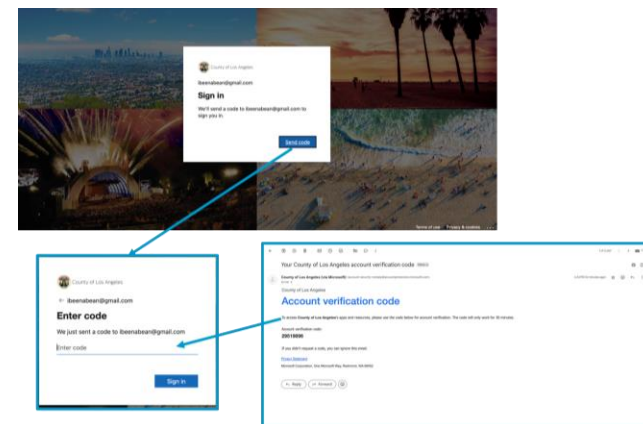 County of Los Angeles
ibeenabean@gmail.com
Sign in
We'll send a code to ibeenabean@gmail.com to
sign you in.
Send code
Terms of use Privacy & cookies
County of Los Angeles
ibeenabean@gmail.com
Enter code
We just sent a code to ibeenabean@gmail.com
Enter code
Sign in
Your County of Los Angeles account verification code
County of Los Angeles (via Microsoft)
County of Los Angeles
Account verification code
To access County of Los Angeles's apps and resources, please use the code below for account verification. The code will only work for 30 minutes.
Account verification code:
If you didn't request a code, you can ignore this email.
Privacy Statement
Microsoft Corporation, One Microsoft Way, Redmond, WA 98052
Reply Forward